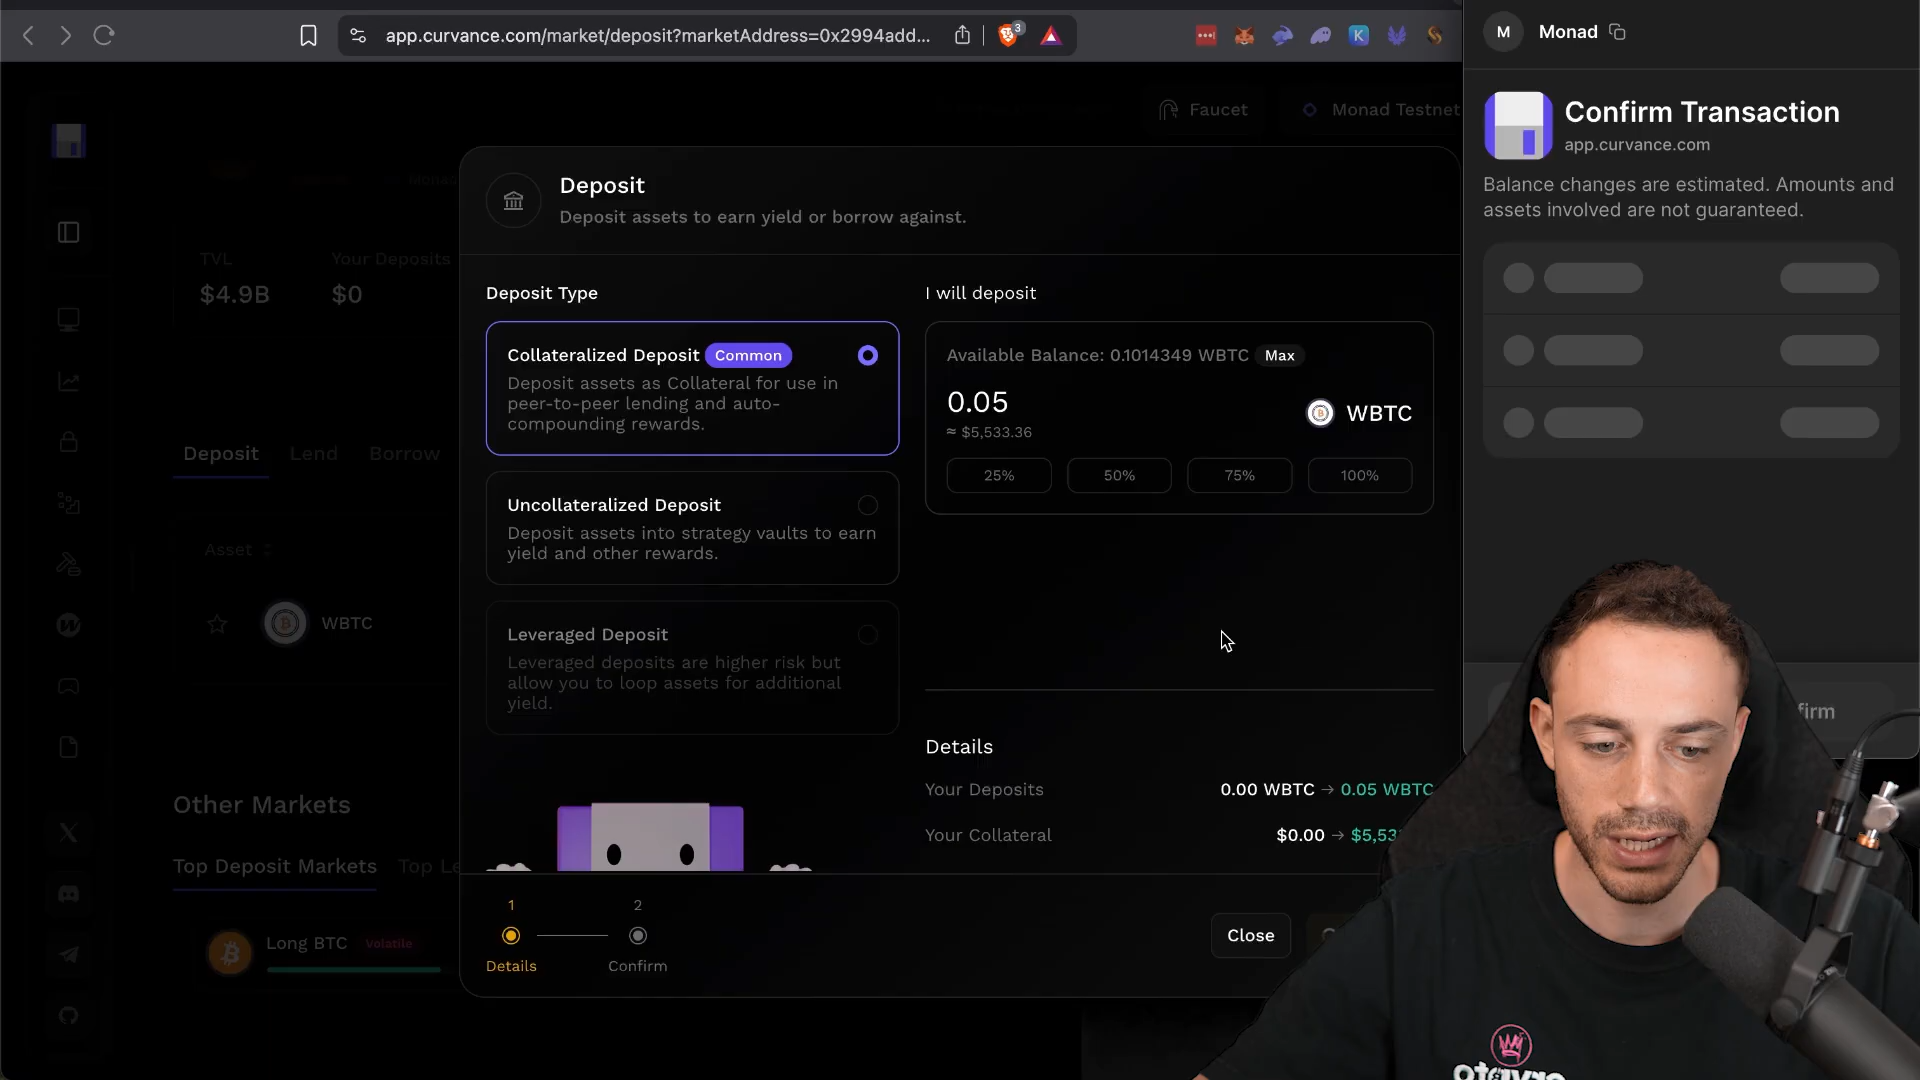 app.curvance.com/market/deposit?marketAddress=0x2994add...
3
K
M
Monad
Confirm Transaction
app.curvance.com
Balance changes are estimated. Amounts and
assets involved are not guaranteed.
firm
Faucet
Monad Testnet
TVL
Your Deposits
$4.9B
$0
Deposit
Lend
Borrow
Asset
WBTC
Other Markets
Top Deposit Markets
Top Le
Long BTC
Volatile
Deposit
Deposit assets to earn yield or borrow against.
Deposit Type
Collateralized Deposit
Common
Deposit assets as Collateral for use in
peer-to-peer lending and auto-
compounding rewards.
Uncollateralized Deposit
Deposit assets into strategy vaults to earn
yield and other rewards.
Leveraged Deposit
Leveraged deposits are higher risk but
allow you to loop assets for additional
yield.
I will deposit
Available Balance: 0.1014349 WBTC
Max
0.05
≈ $5,533.36
WBTC
25%
50%
75%
100%
Details
Your Deposits
0.00 WBTC → 0.05 WBTC
Your Collateral
$0.00 → $5,53
1
2
Details
Confirm
Close